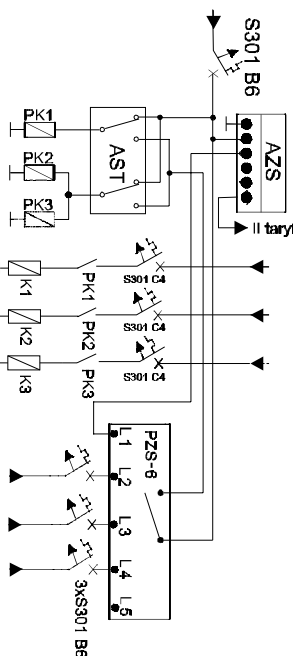 S301 B6
AZS
II taryf
PK1
PK2
PK3
AST
K1
PK1
S301 C4
K2
PK2
S301 C4
K3
PK3
S301 C4
PZS-6
L1
L2
L3
L4
L5
3xS301 B6